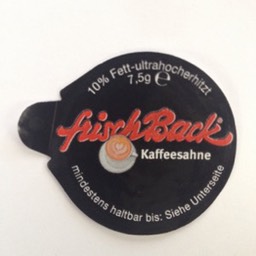 10% Fett-ultrahocherhitzt
7,5g ℮
frischBack®
Kaffeesahne
mindestens haltbar bis: Siehe Unterseite